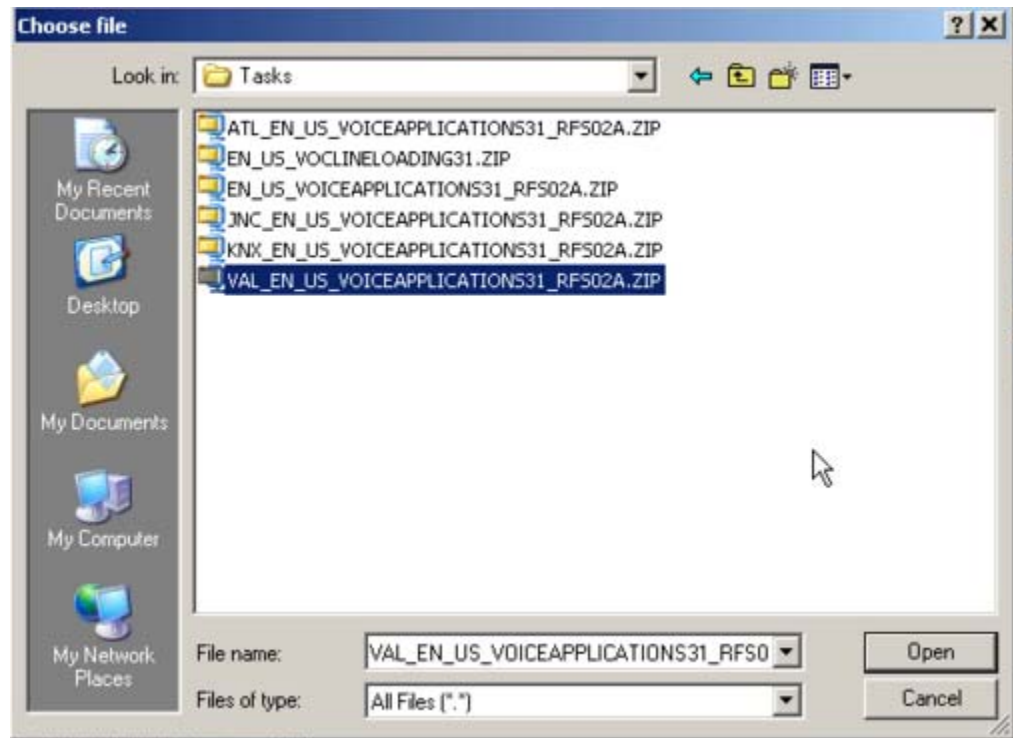 Choose file
Look in:
Tasks
My Recent
Documents
Desktop
My Documents
My Computer
My Network
Places
ATL_EN_US_VOICEAPPLICATIONS31_RFS02A.ZIP
EN_US_VOCLINELOADING31.ZIP
EN_US_VOICEAPPLICATIONS31_RFS02A.ZIP
JNC_EN_US_VOICEAPPLICATIONS31_RFS02A.ZIP
KNX_EN_US_VOICEAPPLICATIONS31_RFS02A.ZIP
VAL_EN_US_VOICEAPPLICATIONS31_RFS02A.ZIP
File name:
VAL_EN_US_VOICEAPPLICATIONS31_RFS0
Open
Files of type:
All Files (*.*)
Cancel